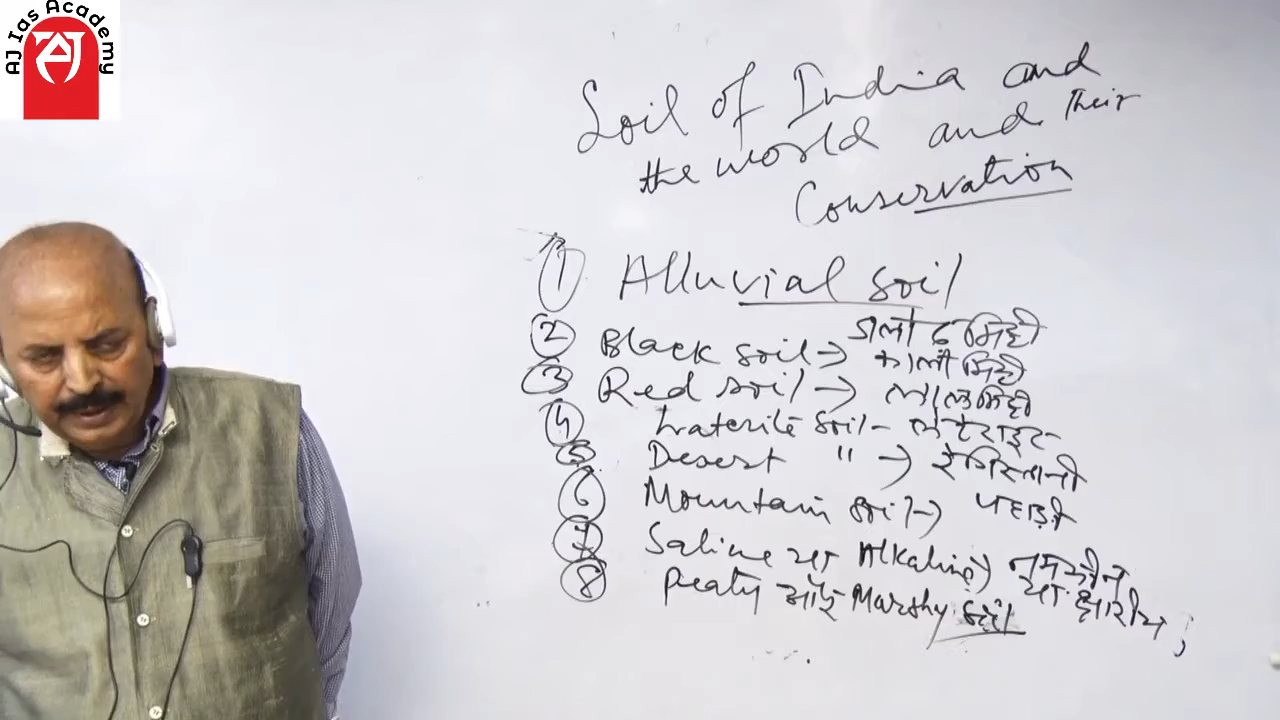 AJ Ias Academy
AJ
Soil of India and
the world and their
Conservation
1 Alluvial soil
जलोढ मिट्टी
2 Black soil → काली मिट्टी
3 Red soil → लाल मिट्टी
4 Laterite soil - लेटेराइट
5 Desert " → रेगिस्तानी
6 Mountain soil → पहाड़ी
7 Saline या Alkaline → नमकीन
या क्षारीय ;
8 Peaty और Marshy soil